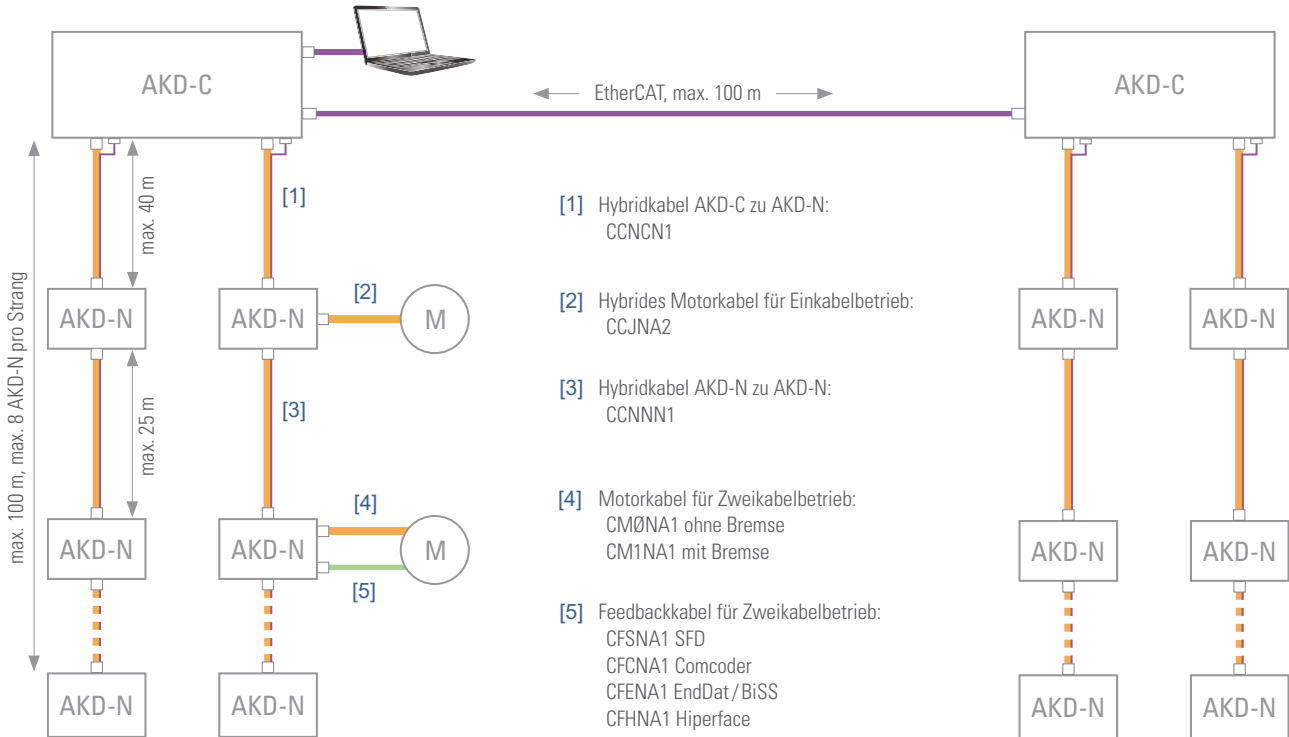 AKD-C
EtherCAT, max. 100 m
AKD-C
max. 100 m, max. 8 AKD-N pro Strang
max. 40 m
[1]
[1] Hybridkabel AKD-C zu AKD-N:
CCNCN1
AKD-N
AKD-N
[2]
M
[2] Hybrides Motorkabel für Einkabelbetrieb:
CCJNA2
AKD-N
AKD-N
max. 25 m
[3]
[3] Hybridkabel AKD-N zu AKD-N:
CCNNN1
AKD-N
AKD-N
[4]
M
[5]
[4] Motorkabel für Zweikabelbetrieb:
CMØNA1 ohne Bremse
CM1NA1 mit Bremse
AKD-N
AKD-N
[5] Feedbackkabel für Zweikabelbetrieb:
CFSNA1 SFD
CFCNA1 Comcoder
CFENA1 EndDat / BiSS
CFHNA1 Hiperface
AKD-N
AKD-N
AKD-N
AKD-N